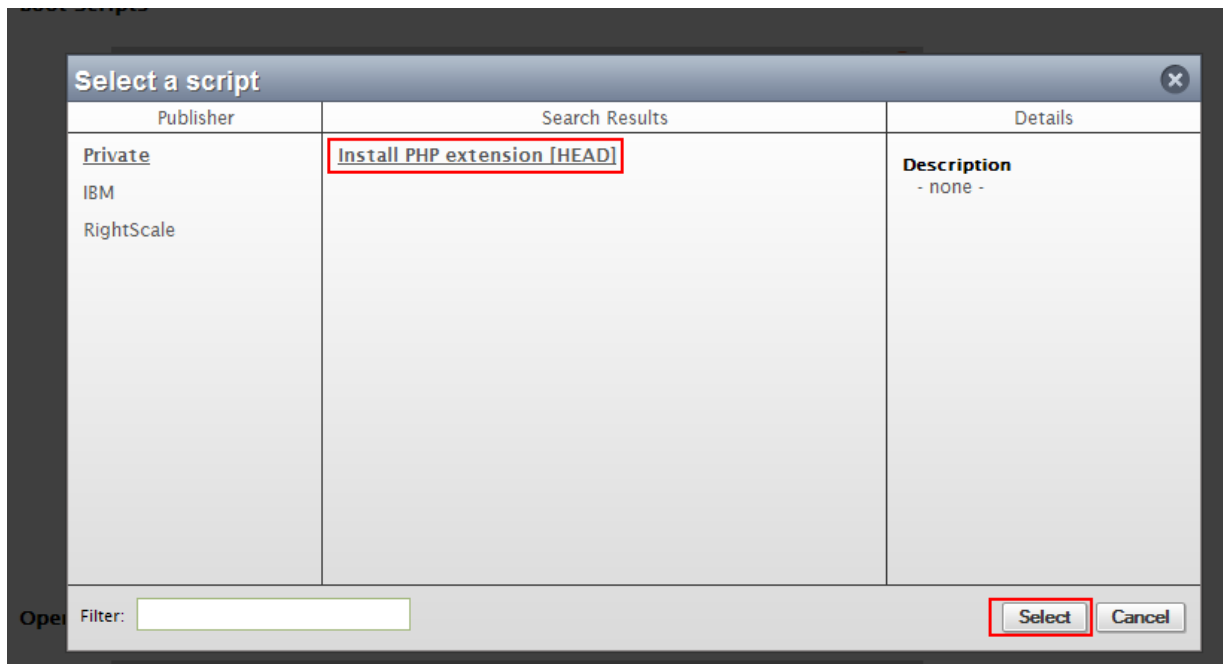 Select a script
Publisher
Search Results
Details
Private
IBM
RightScale
Install PHP extension [HEAD]
Description
- none -
Filter:
Select
Cancel